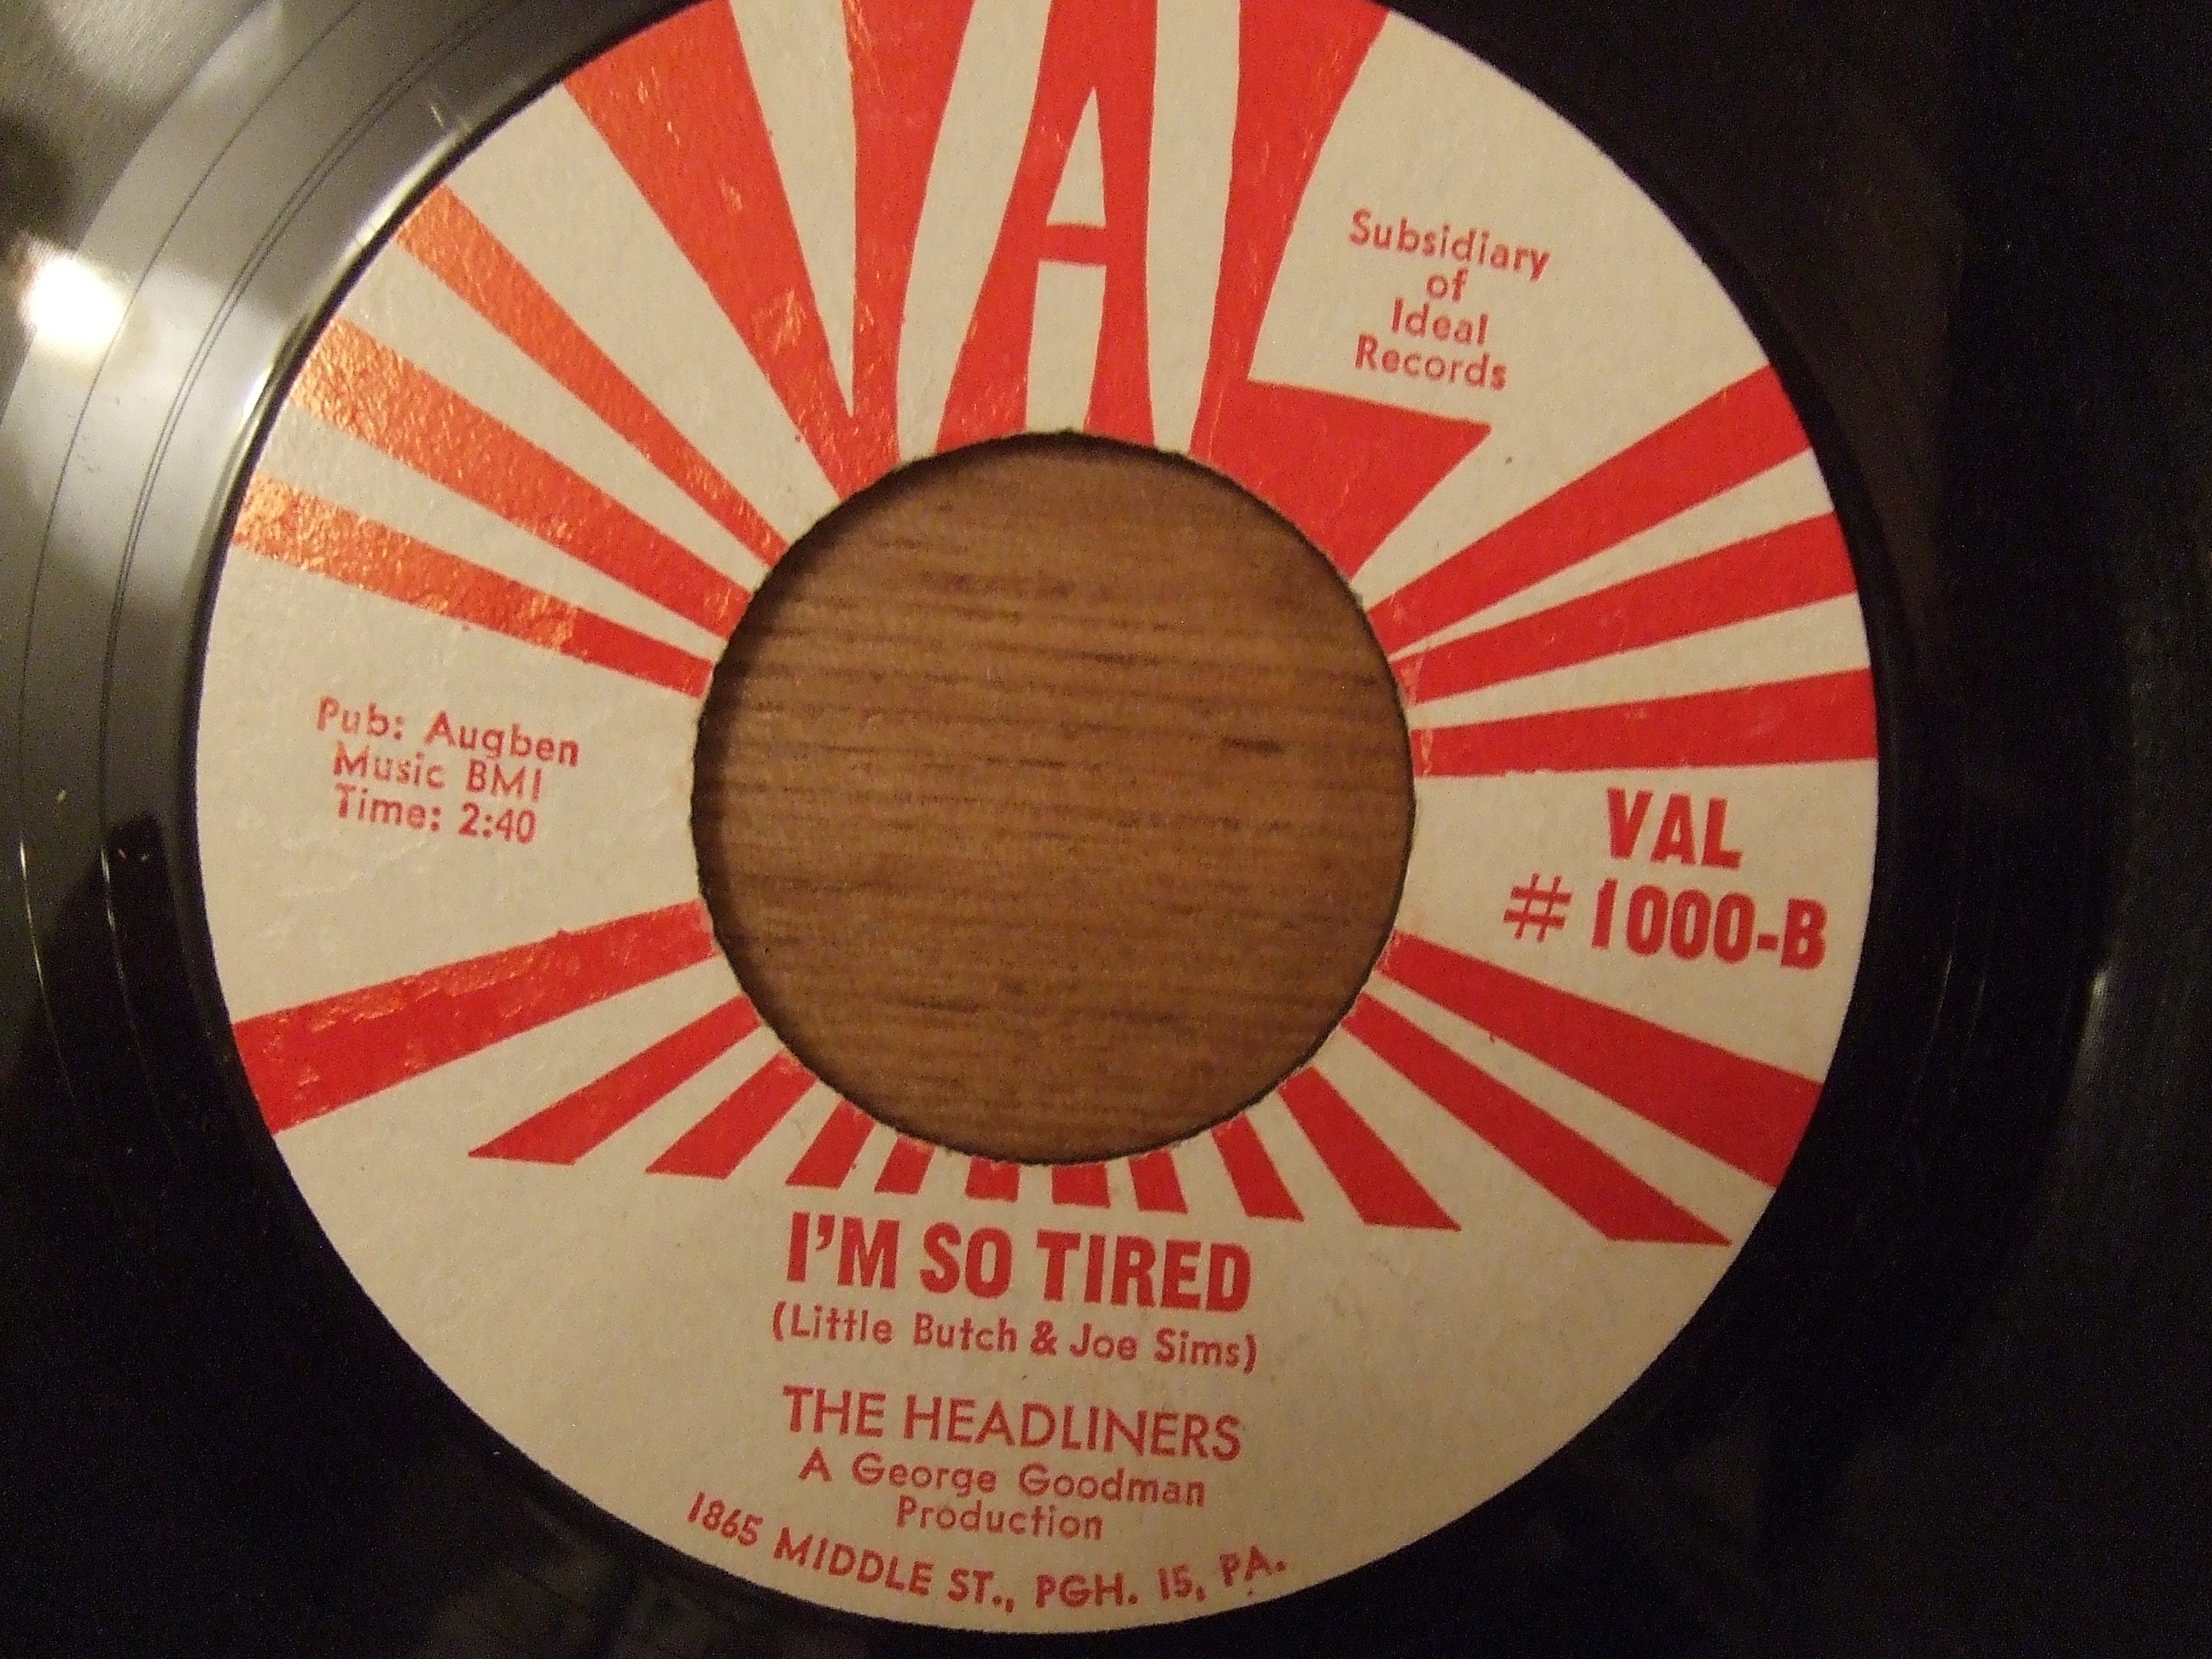 VAL
Subsidiary
of
Ideal
Records
Pub: Augben
Music BMI
Time: 2:40
VAL
# 1000-B
I'M SO TIRED
(Little Butch & Joe Sims)
THE HEADLINERS
A George Goodman
Production
1865 MIDDLE ST., PGH. 15, PA.